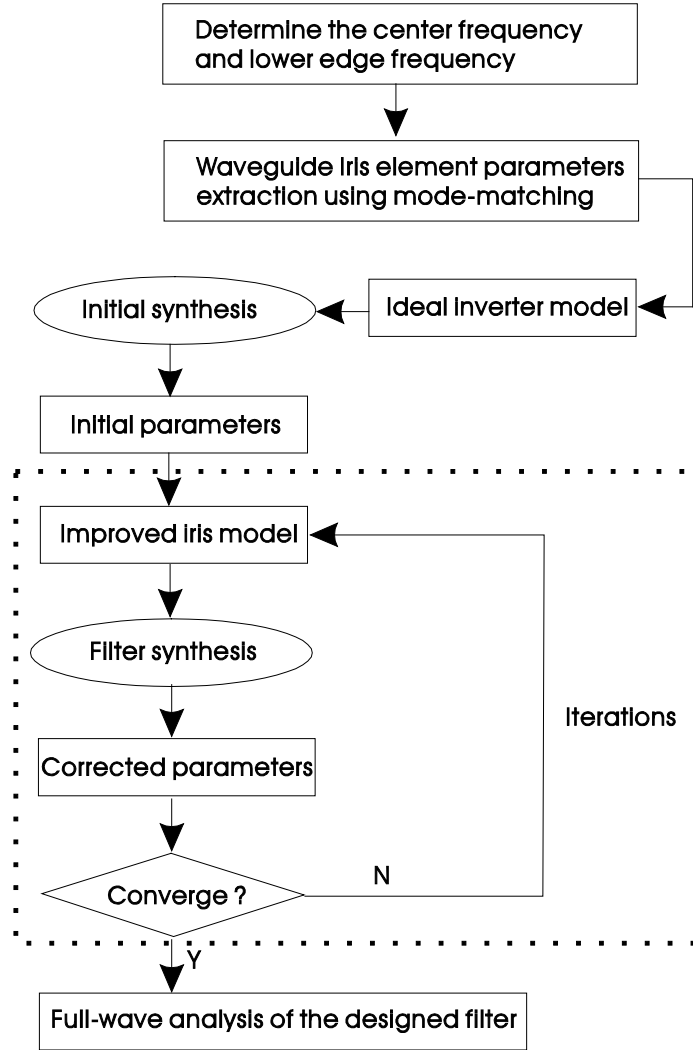 Determine the center frequency
and lower edge frequency
Waveguide iris element parameters
extraction using mode-matching
Ideal inverter model
Initial synthesis
Initial parameters
Improved iris model
Filter synthesis
Iterations
Corrected parameters
Converge ?
N
Y
Full-wave analysis of the designed filter